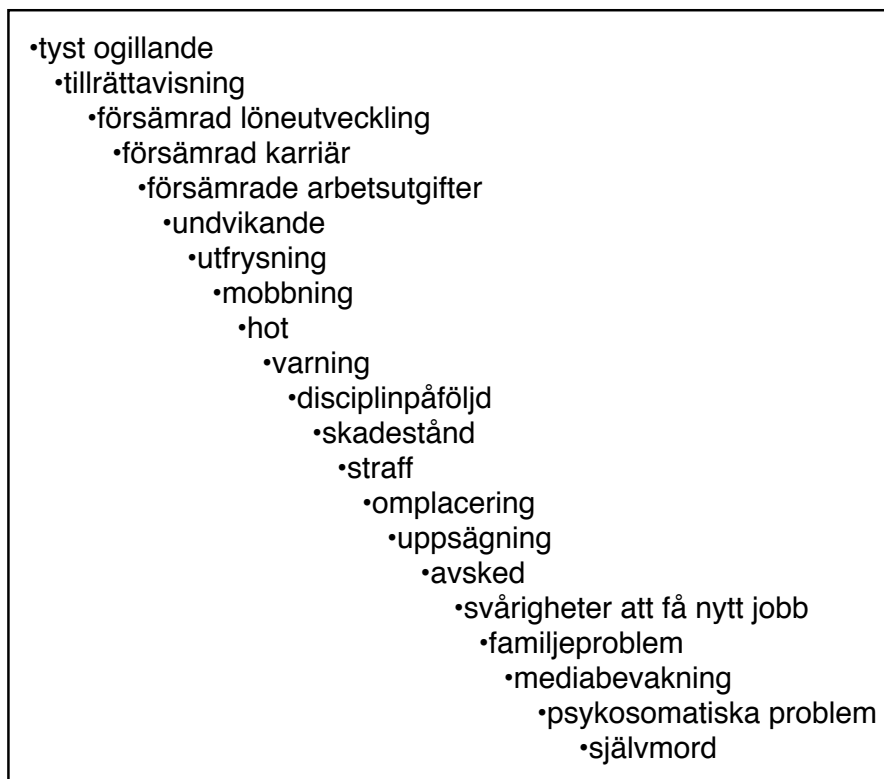 •tyst ogillande
•tillrättavisning
•försämrad löneutveckling
•försämrad karriär
•försämrade arbetsutgifter
•undvikande
•utfrysning
•mobbning
•hot
•varning
•disciplinpåföljd
•skadestånd
•straff
•omplacering
•uppsägning
•avsked
•svårigheter att få nytt jobb
•familjeproblem
•mediabevakning
•psykosomatiska problem
•självmord